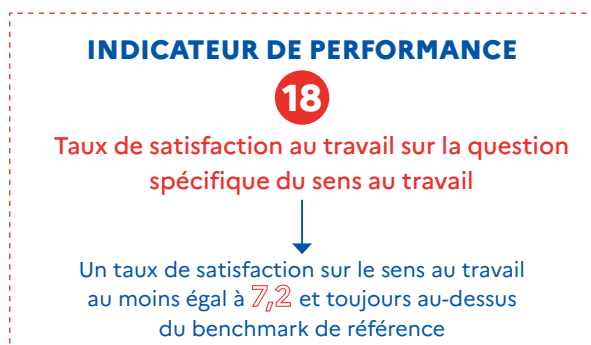 INDICATEUR DE PERFORMANCE
18
Taux de satisfaction au travail sur la question
spécifique du sens au travail
Un taux de satisfaction sur le sens au travail
au moins égal à 7,2 et toujours au-dessus
du benchmark de référence